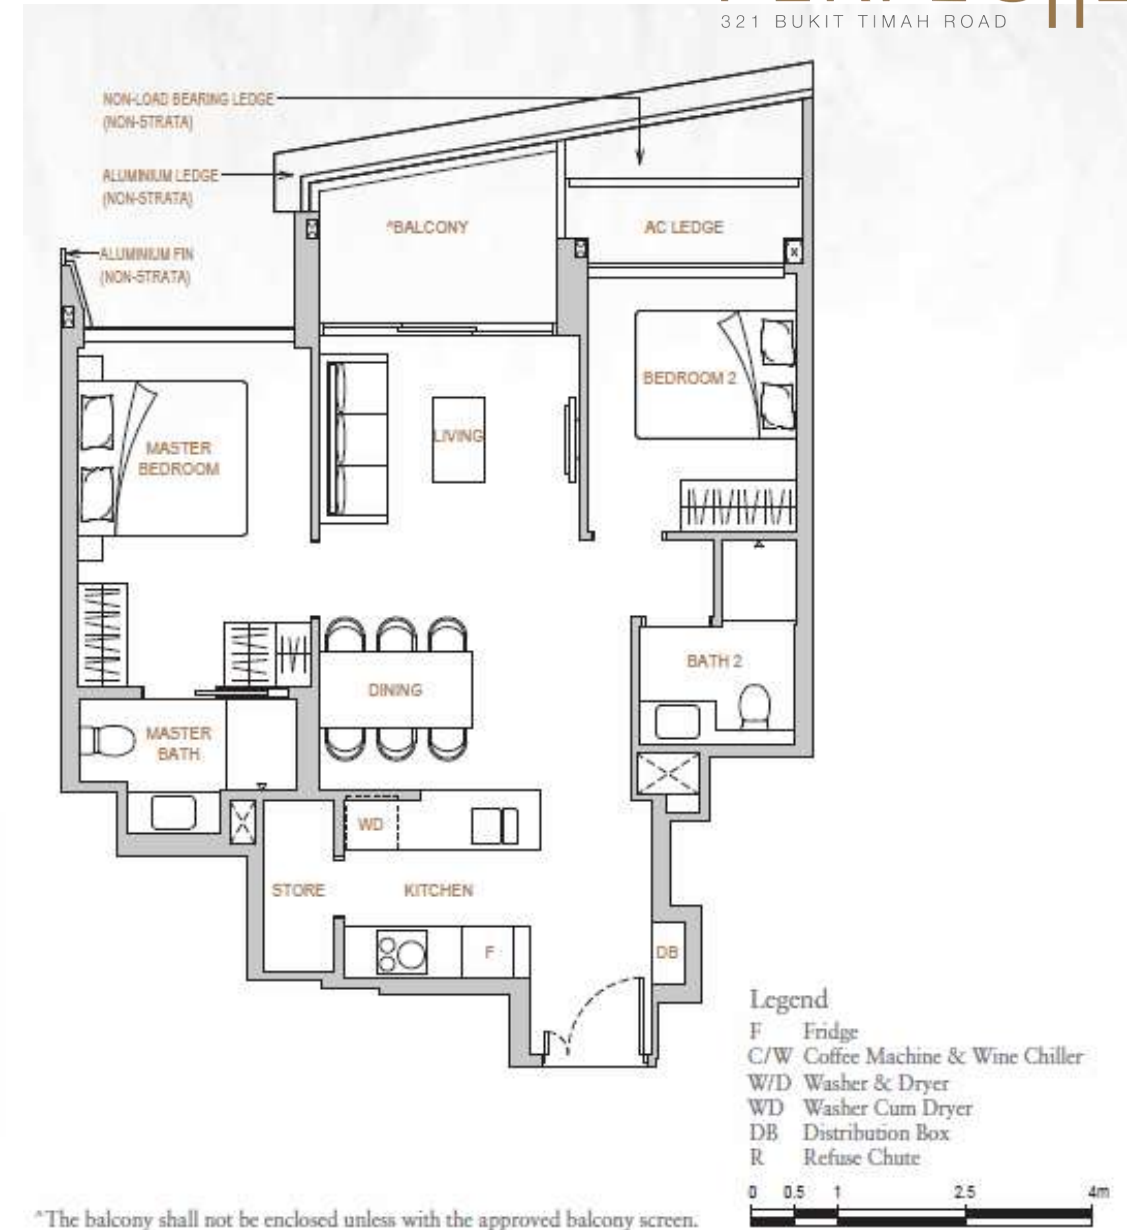 321 BUKIT TIMAH ROAD
NON-LOAD BEARING LEDGE
(NON-STRATA)
ALUMINIUM LEDGE
(NON-STRATA)
ALUMINIUM FIN
(NON-STRATA)
^BALCONY
AC LEDGE
BEDROOM 2
LIVING
MASTER
BEDROOM
DINING
BATH 2
MASTER
BATH
WD
STORE
KITCHEN
F
DB
Legend
F Fridge
C/W Coffee Machine & Wine Chiller
W/D Washer & Dryer
WD Washer Cum Dryer
DB Distribution Box
R Refuse Chute
0 0.5 1 2.5 4m
^The balcony shall not be enclosed unless with the approved balcony screen.